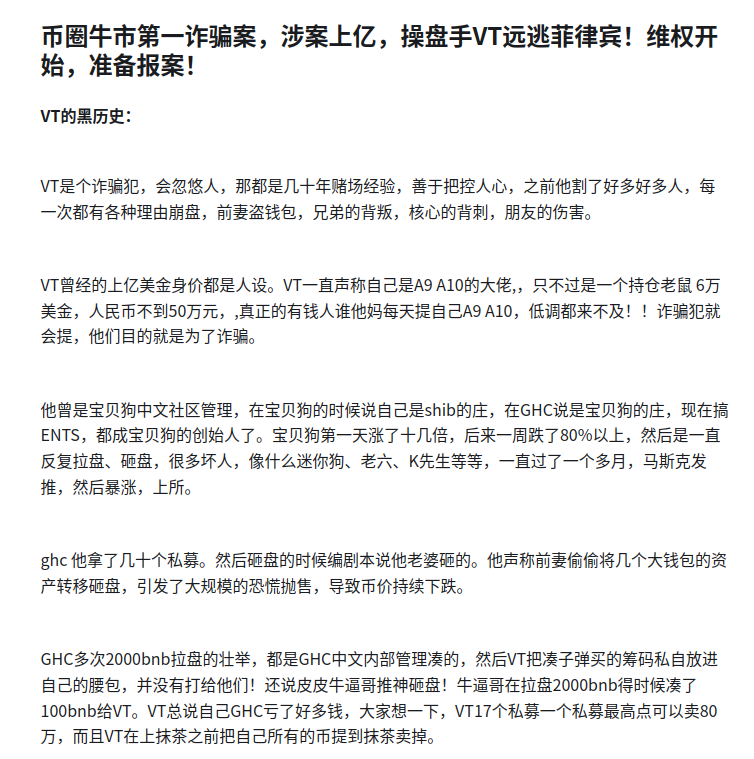 币圈牛市第一诈骗案，涉案上亿，操盘手VT远逃菲律宾！维权开
始，准备报案！
VT的黑历史：
VT是个诈骗犯，会忽悠人，那都是几十年赌场经验，善于把控人心，之前他割了好多好多人，每
一次都有各种理由崩盘，前妻盗钱包，兄弟的背叛，核心的背刺，朋友的伤害。
VT曾经的上亿美金身价都是人设。VT一直声称自己是A9 A10的大佬,，只不过是一个持仓老鼠 6万
美金，人民币不到50万元，,真正的有钱人谁他妈每天提自己A9 A10，低调都来不及！！诈骗犯就
会提，他们目的就是为了诈骗。
他曾是宝贝狗中文社区管理，在宝贝狗的时候说自己是shib的庄，在GHC说是宝贝狗的庄，现在搞
ENTS，都成宝贝狗的创始人了。宝贝狗第一天涨了十几倍，后来一周跌了80%以上，然后是一直
反复拉盘、砸盘，很多坏人，像什么迷你狗、老六、K先生等等，一直过了一个多月，马斯克发
推，然后暴涨，上所。
ghc 他拿了几十个私募。然后砸盘的时候编剧本说他老婆砸的。他声称前妻偷偷将几个大钱包的资
产转移砸盘，引发了大规模的恐慌抛售，导致币价持续下跌。
GHC多次2000bnb拉盘的壮举，都是GHC中文内部管理凑的，然后VT把凑子弹买的筹码私自放进
自己的腰包，并没有打给他们！还说皮皮牛逼哥推神砸盘！牛逼哥在拉盘2000bnb得时候凑了
100bnb给VT。VT总说自己GHC亏了好多钱，大家想一下，VT17个私募一个私募最高点可以卖80
万，而且VT在上抹茶之前把自己所有的币提到抹茶卖掉。